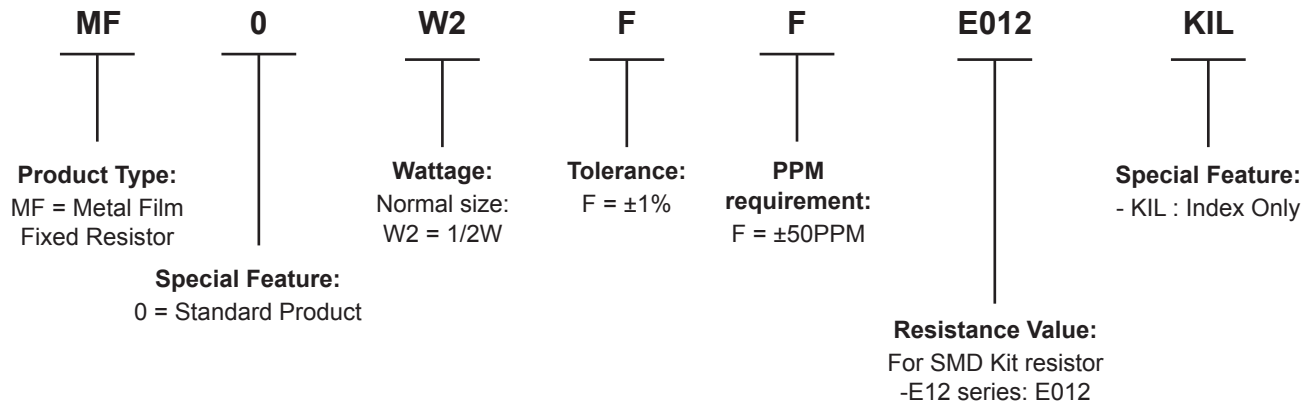 MF 0 W2 F F E012 KIL
Product Type:
MF = Metal Film
Fixed Resistor
Special Feature:
0 = Standard Product
Wattage:
Normal size:
W2 = 1/2W
Tolerance:
F = ±1%
PPM
requirement:
F = ±50PPM
Resistance Value:
For SMD Kit resistor
-E12 series: E012
Special Feature:
- KIL : Index Only